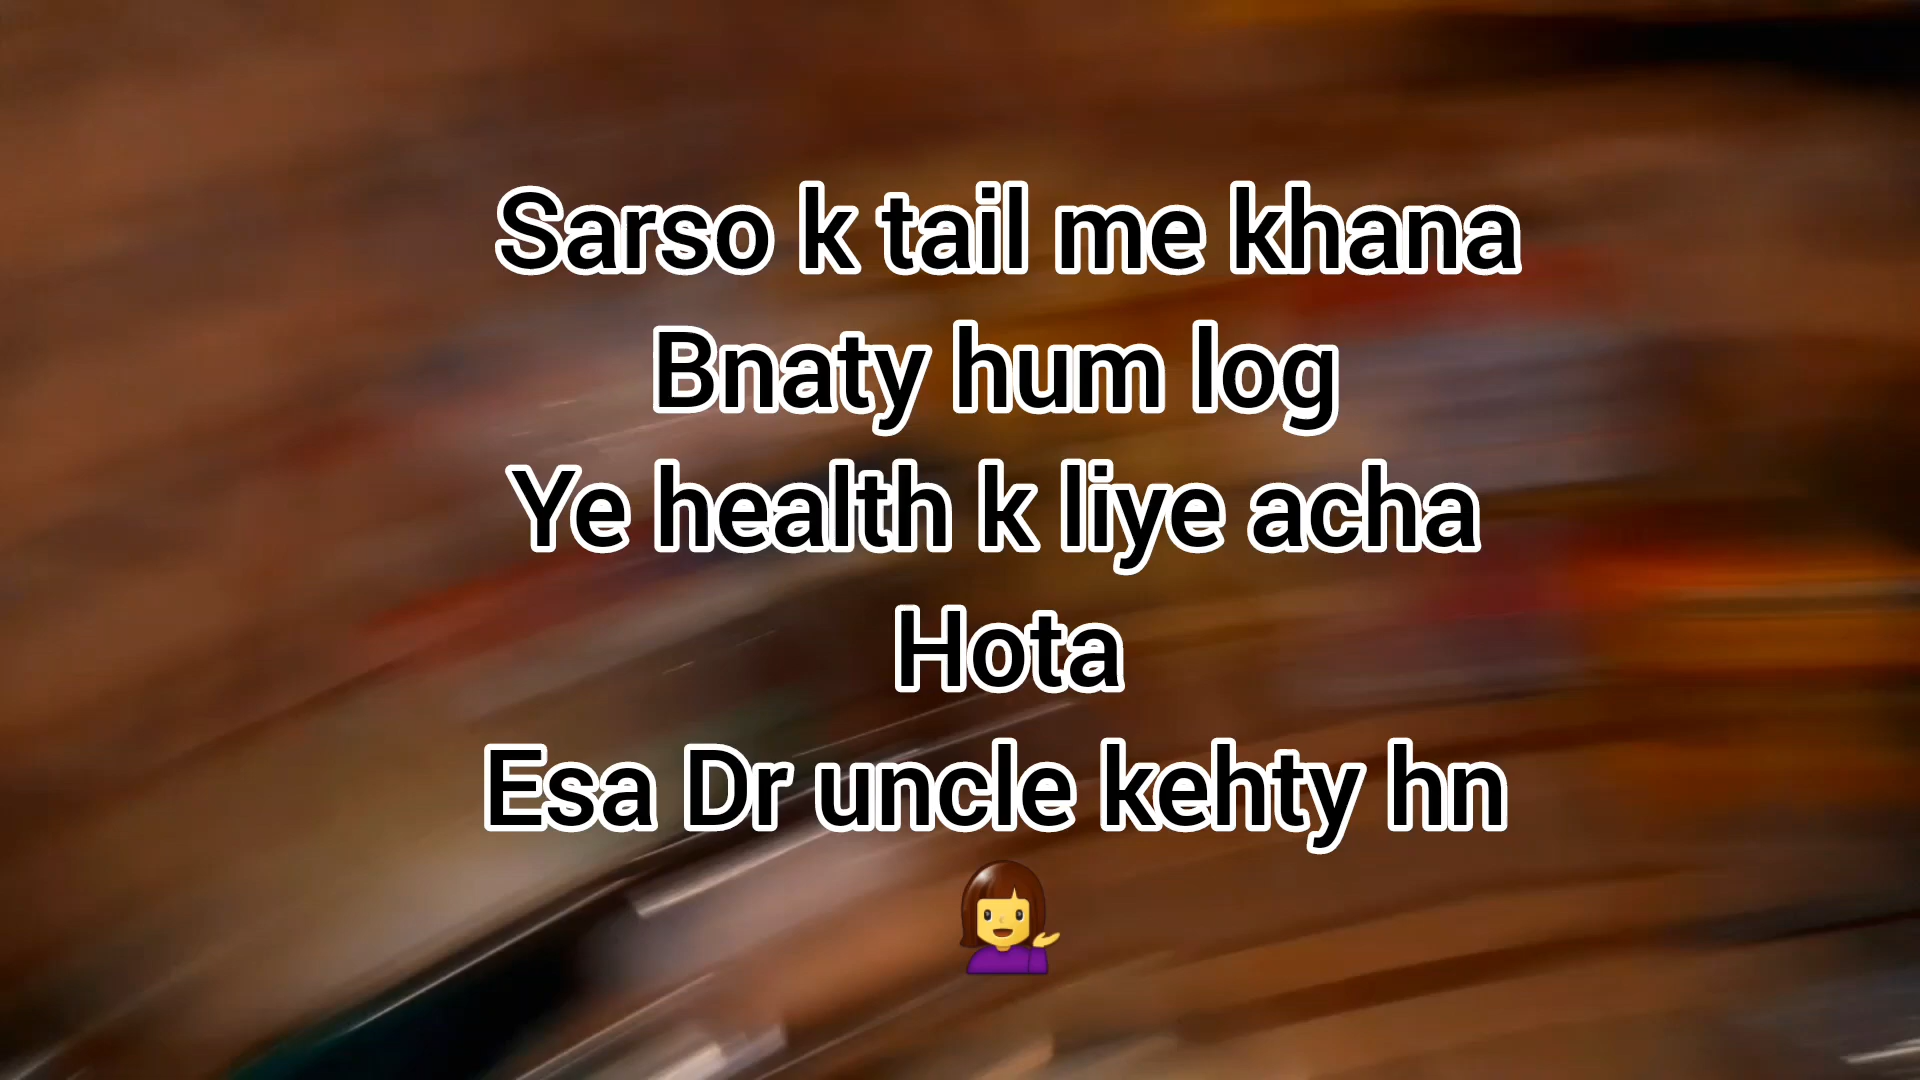 Sarso k tail me khana
Bnaty hum log
Ye health k liye acha
Hota
Esa Dr uncle kehty hn
💁‍♀️